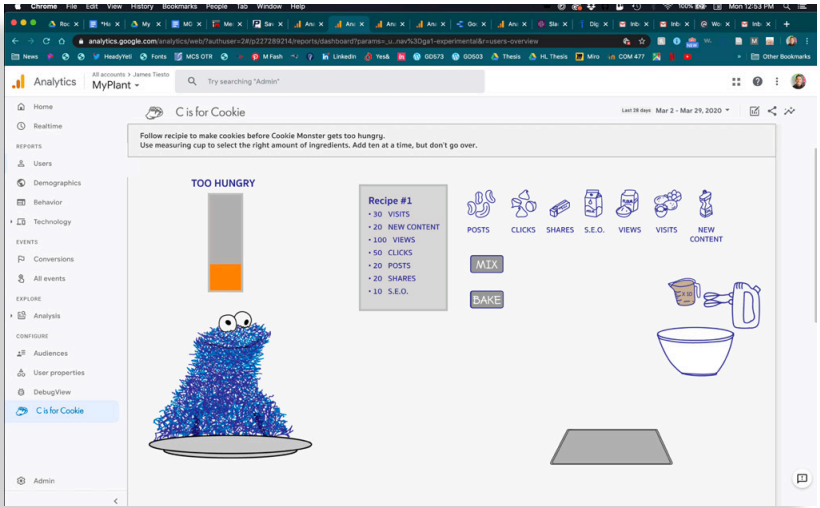 Chrome File Edit View History Bookmarks People Tab Window Help
100%
Mon 12:53 PM
analytics.google.com/analytics/web/?authuser=2#/p227289214/reports/dashboard?params=_u..nav%3Dga1-experimental&r=users-overview
News
HeadyYeti
Fonts
MCS OTR
M Fash
LinkedIn
Yes&
GD573
GD503
Thesis
HL Thesis
Miro
COM 477
Other Bookmarks
Analytics
All accounts > James Tiesto
MyPlant
Try searching "Admin"
Home
Realtime
REPORTS
Users
Demographics
Behavior
Technology
EVENTS
Conversions
All events
EXPLORE
Analysis
CONFIGURE
Audiences
User properties
DebugView
C is for Cookie
Admin
C is for Cookie
Last 28 days Mar 2 - Mar 29, 2020
Follow recipie to make cookies before Cookie Monster gets too hungry.
Use measuring cup to select the right amount of ingredients. Add ten at a time, but don't go over.
TOO HUNGRY
Recipe #1
• 30 VISITS
• 20 NEW CONTENT
• 100 VIEWS
• 50 CLICKS
• 20 POSTS
• 20 SHARES
• 10 S.E.O.
POSTS CLICKS SHARES S.E.O. VIEWS VISITS NEW
CONTENT
MIX
BAKE
X 10